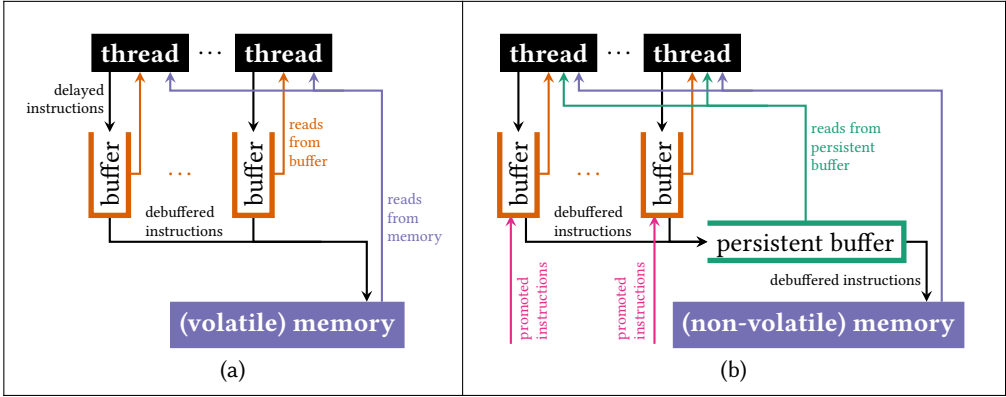 thread ... thread
delayed
instructions
buffer
...
buffer
reads
from
buffer
debuffered
instructions
reads
from
memory
(volatile) memory
(a)
thread ... thread
buffer
...
buffer
reads from
persistent
buffer
debuffered
instructions
persistent buffer
promoted
instructions
promoted
instructions
debuffered instructions
(non-volatile) memory
(b)